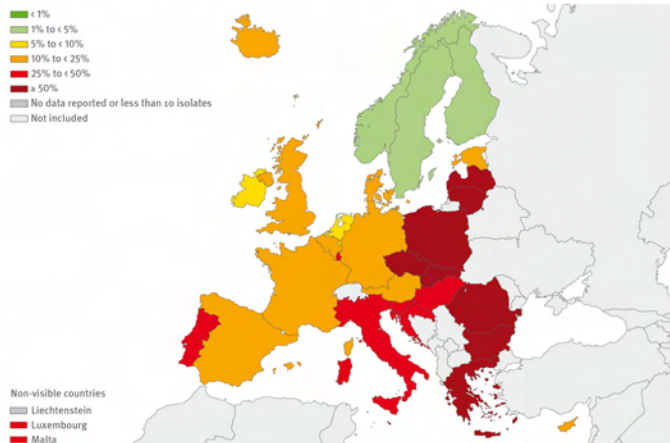 < 1%
1% to < 5%
5% to < 10%
10% to < 25%
25% to < 50%
≥ 50%
No data reported or less than 10 isolates
Not included
Non-visible countries
Liechtenstein
Luxembourg
Malta